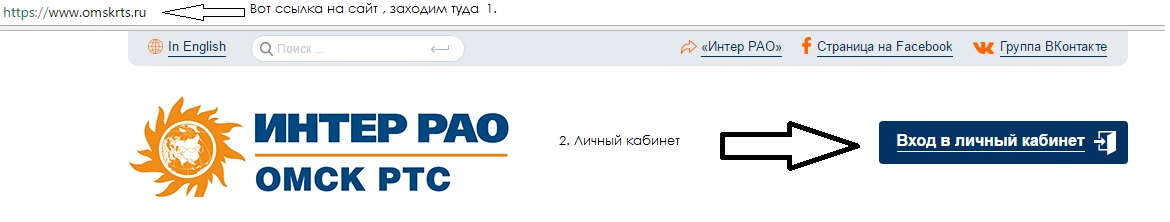 https://www.omskrts.ru Вот ссылка на сайт , заходим туда 1.
In English Поиск ... «Интер РАО» Страница на Facebook Группа ВКонтакте
ИНТЕР РАО
ОМСК РТС
2. Личный кабинет
Вход в личный кабинет